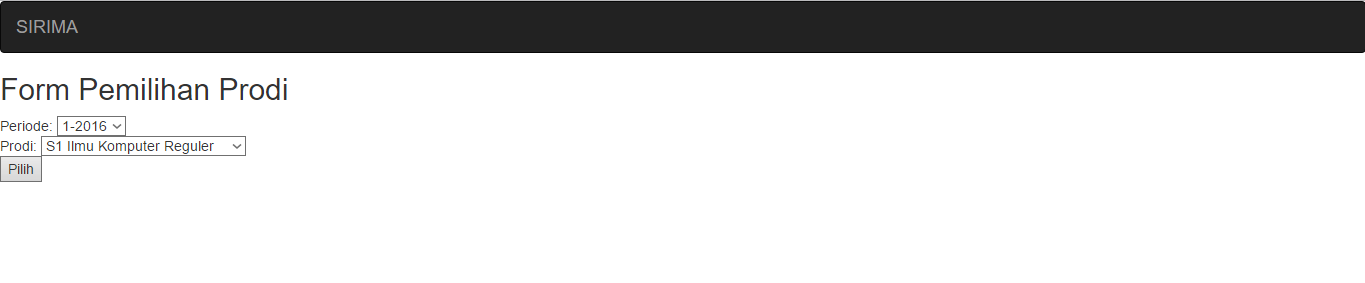 SIRIMA
Form Pemilihan Prodi
Periode: 1-2016
Prodi: S1 Ilmu Komputer Reguler
Pilih